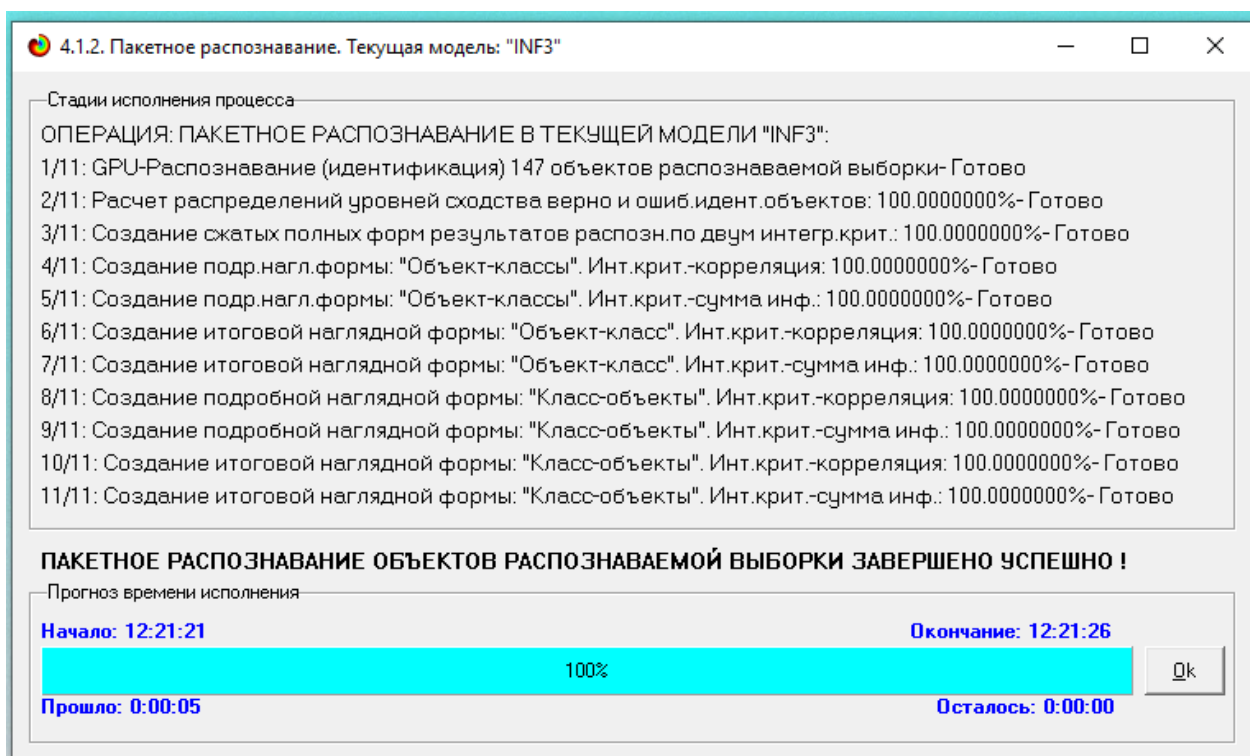 4.1.2. Пакетное распознавание. Текущая модель: "INF3"
Стадии исполнения процесса
ОПЕРАЦИЯ: ПАКЕТНОЕ РАСПОЗНАВАНИЕ В ТЕКУЩЕЙ МОДЕЛИ "INF3":
1/11: GPU-Распознавание (идентификация) 147 объектов распознаваемой выборки- Готово
2/11: Расчет распределений уровней сходства верно и ошиб.идент.объектов: 100.0000000%- Готово
3/11: Создание сжатых полных форм результатов распозн.по двум интегр.крит.: 100.0000000%- Готово
4/11: Создание подр.нагл.формы: "Объект-классы". Инт.крит.-корреляция: 100.0000000%- Готово
5/11: Создание подр.нагл.формы: "Объект-классы". Инт.крит.-сумма инф.: 100.0000000%- Готово
6/11: Создание итоговой наглядной формы: "Объект-класс". Инт.крит.-корреляция: 100.0000000%- Готово
7/11: Создание итоговой наглядной формы: "Объект-класс". Инт.крит.-сумма инф.: 100.0000000%- Готово
8/11: Создание подробной наглядной формы: "Класс-объекты". Инт.крит.-корреляция: 100.0000000%- Готово
9/11: Создание подробной наглядной формы: "Класс-объекты". Инт.крит.-сумма инф.: 100.0000000%- Готово
10/11: Создание итоговой наглядной формы: "Класс-объекты". Инт.крит.-корреляция: 100.0000000%- Готово
11/11: Создание итоговой наглядной формы: "Класс-объекты". Инт.крит.-сумма инф.: 100.0000000%- Готово
ПАКЕТНОЕ РАСПОЗНАВАНИЕ ОБЪЕКТОВ РАСПОЗНАВАЕМОЙ ВЫБОРКИ ЗАВЕРШЕНО УСПЕШНО !
Прогноз времени исполнения
Начало: 12:21:21 Окончание: 12:21:26
100% Ok
Прошло: 0:00:05 Осталось: 0:00:00